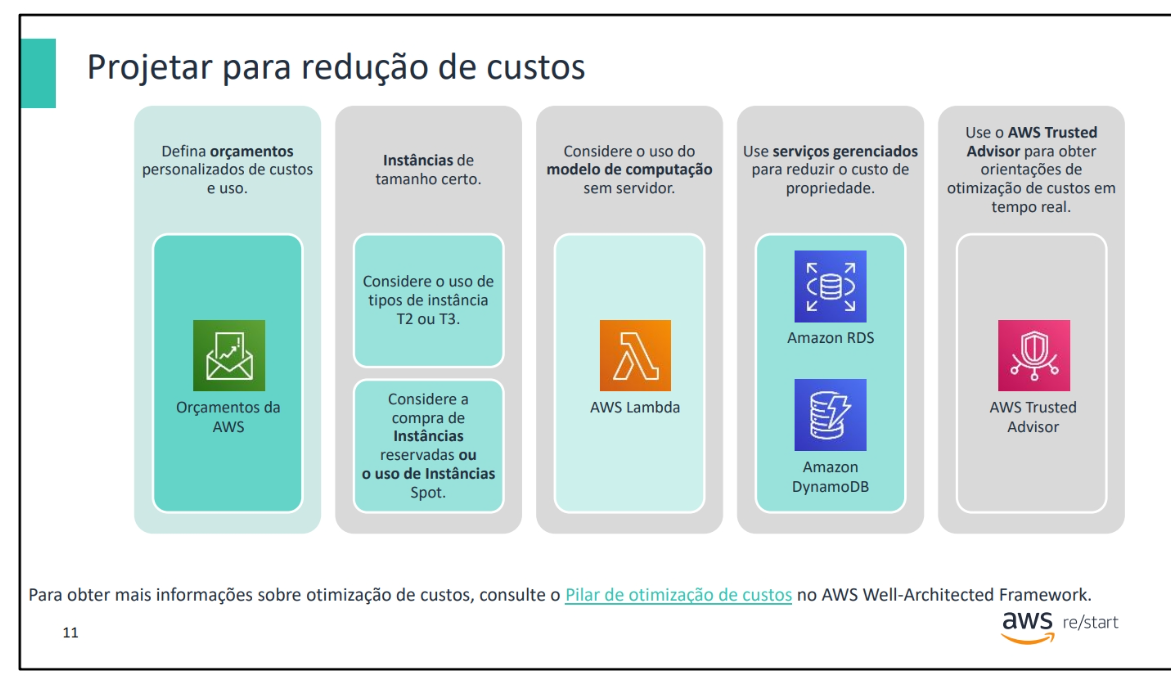 Projetar para redução de custos
Defina orçamentos
personalizados de custos
e uso.
Orçamentos da
AWS
Instâncias de
tamanho certo.
Considere o uso de
tipos de instância
T2 ou T3.
Considere a
compra de
Instâncias
reservadas ou
o uso de Instâncias
Spot.
Considere o uso do
modelo de computação
sem servidor.
AWS Lambda
Use serviços gerenciados
para reduzir o custo de
propriedade.
Amazon RDS
Amazon
DynamoDB
Use o AWS Trusted
Advisor para obter
orientações de
otimização de custos em
tempo real.
AWS Trusted
Advisor
Para obter mais informações sobre otimização de custos, consulte o Pilar de otimização de custos no AWS Well-Architected Framework.
11
aws re/start